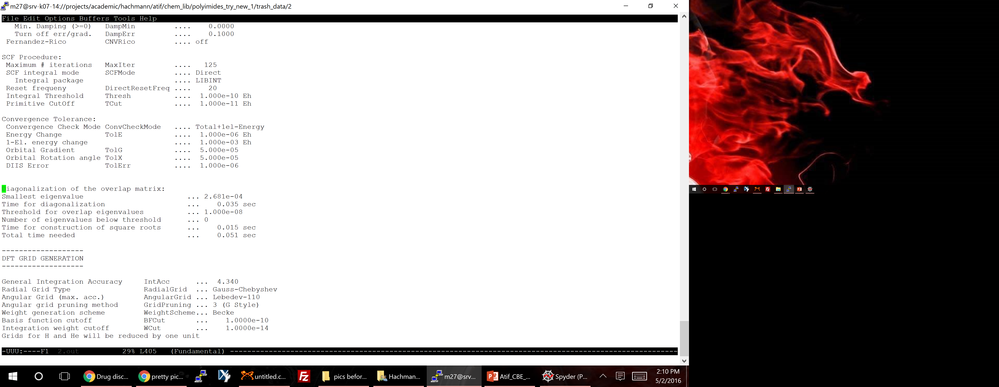 m27@srv-k07-14://projects/academic/hachmann/atif/chem_lib/polyimides_try_new_1/trash_data/2
File Edit Options Buffers Tools Help
Min. Damping (>=0) DampMin .... 0.0000
Turn off err/grad. DampErr .... 0.1000
Fernandez-Rico CNVRico .... off
SCF Procedure:
Maximum # iterations MaxIter .... 125
SCF integral mode SCFMode .... Direct
Integral package .... LIBINT
Reset frequeny DirectResetFreq .... 20
Integral Threshold Thresh .... 1.000e-10 Eh
Primitive CutOff TCut .... 1.000e-11 Eh
Convergence Tolerance:
Convergence Check Mode ConvCheckMode .... Total+1el-Energy
Energy Change TolE .... 1.000e-06 Eh
1-El. energy change .... 1.000e-03 Eh
Orbital Gradient TolG .... 5.000e-05
Orbital Rotation angle TolX .... 5.000e-05
DIIS Error TolErr .... 1.000e-06
Diagonalization of the overlap matrix:
Smallest eigenvalue ... 2.681e-04
Time for diagonalization ... 0.035 sec
Threshold for overlap eigenvalues ... 1.000e-08
Number of eigenvalues below threshold ... 0
Time for construction of square roots ... 0.015 sec
Total time needed ... 0.051 sec
-------------------
DFT GRID GENERATION
-------------------
General Integration Accuracy IntAcc ... 4.340
Radial Grid Type RadialGrid ... Gauss-Chebyshev
Angular Grid (max. acc.) AngularGrid ... Lebedev-110
Angular grid pruning method GridPruning ... 3 (G Style)
Weight generation scheme WeightScheme... Becke
Basis function cutoff BFCut ... 1.0000e-10
Integration weight cutoff WCut ... 1.0000e-14
Grids for H and He will be reduced by one unit
-UUU:----F1 2.out 29% L405 (Fundamental) --------------------------------------------------------------------------------------------------------
Drug disc... pretty pic... untitled.c... Fz pics befor... Hachman... m27@srv... Atif_CBE_... Spyder (P... 2:10 PM
5/2/2016